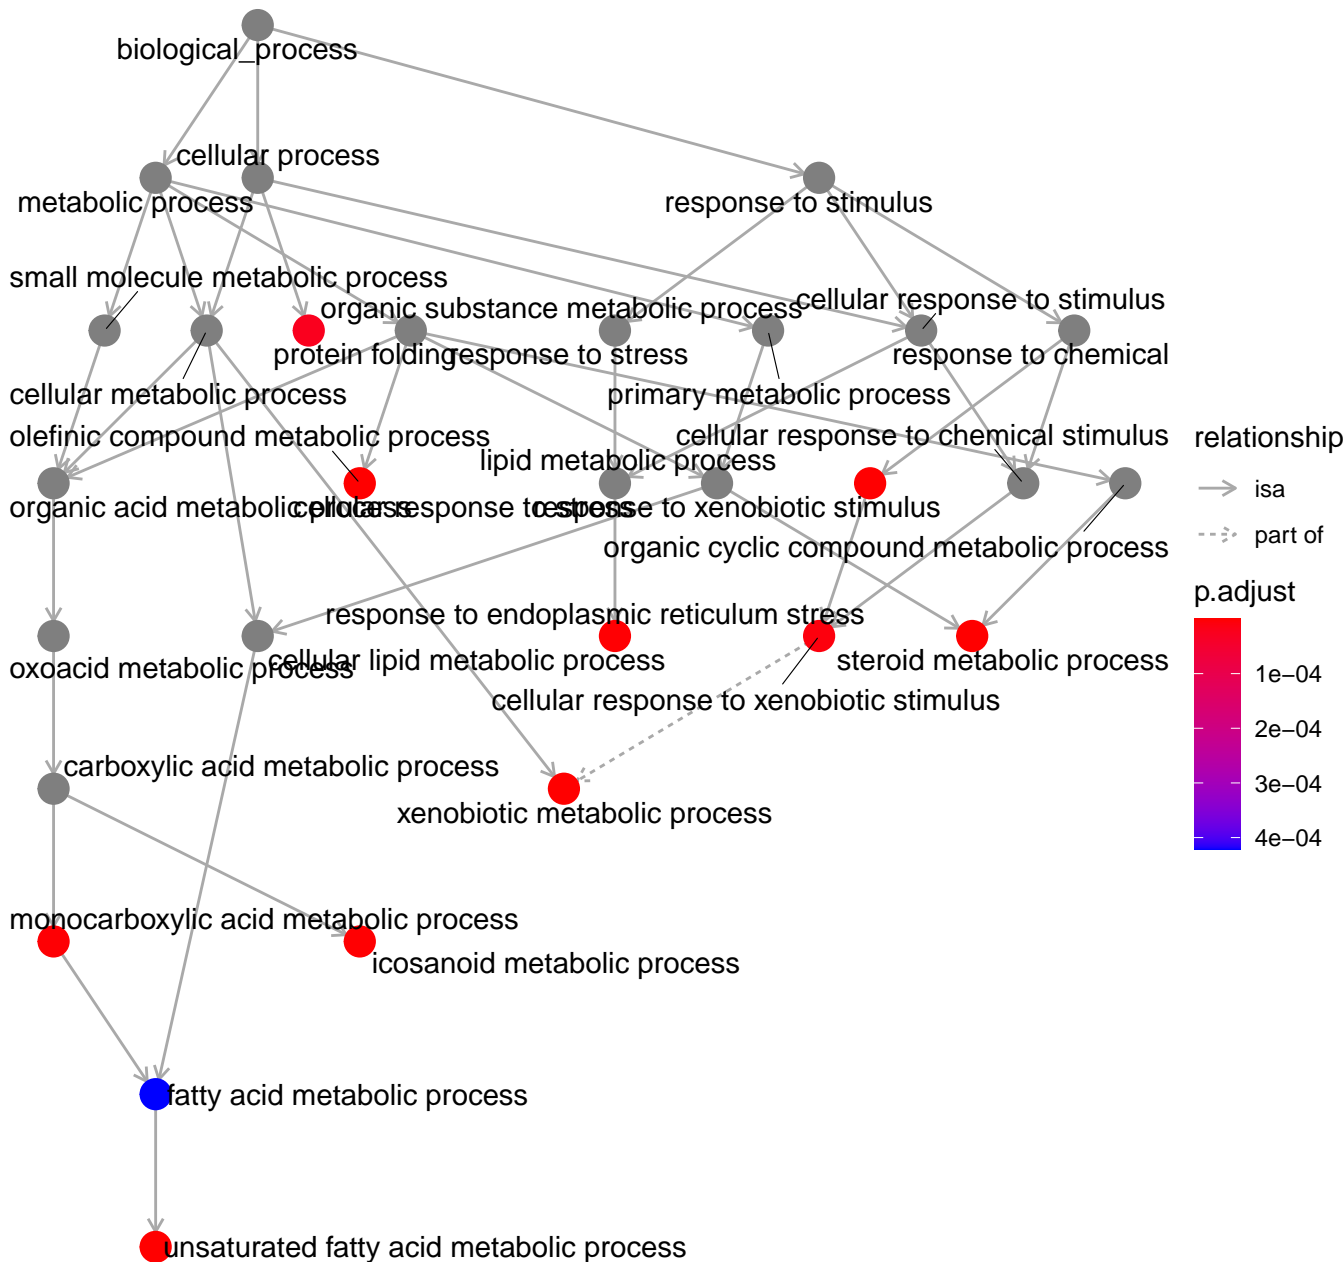 biological_process
cellular process
metabolic process
response to stimulus
small molecule metabolic process
organic substance metabolic process
cellular response to stimulus
protein folding
response to stress
response to chemical
cellular metabolic process
primary metabolic process
olefinic compound metabolic process
cellular response to chemical stimulus
lipid metabolic process
organic acid metabolic process
cellular response to stress
response to xenobiotic stimulus
organic cyclic compound metabolic process
response to endoplasmic reticulum stress
oxoacid metabolic process
cellular lipid metabolic process
steroid metabolic process
cellular response to xenobiotic stimulus
carboxylic acid metabolic process
xenobiotic metabolic process
monocarboxylic acid metabolic process
icosanoid metabolic process
fatty acid metabolic process
unsaturated fatty acid metabolic process
relationship
isa
part of
p.adjust
1e−04
2e−04
3e−04
4e−04